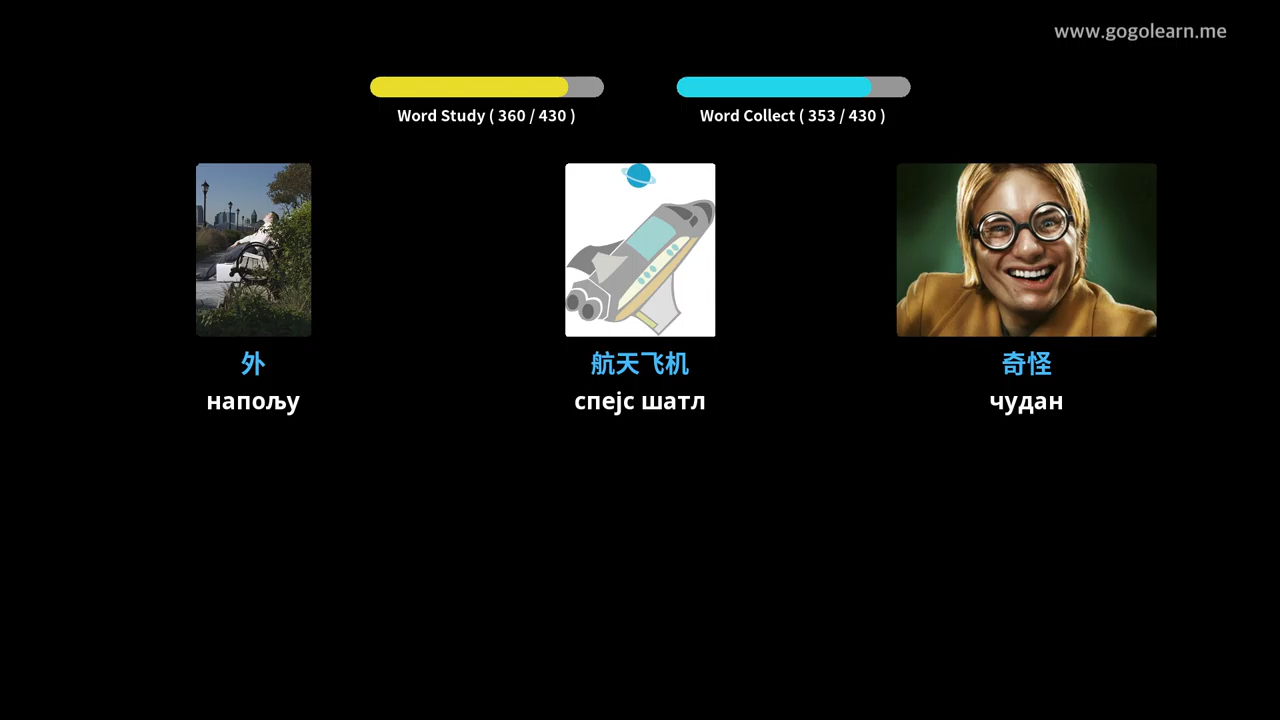 www.gogolearn.me
Word Study ( 360 / 430 )
Word Collect ( 353 / 430 )
外
航天飞机
奇怪
напољу
спејс шатл
чудан